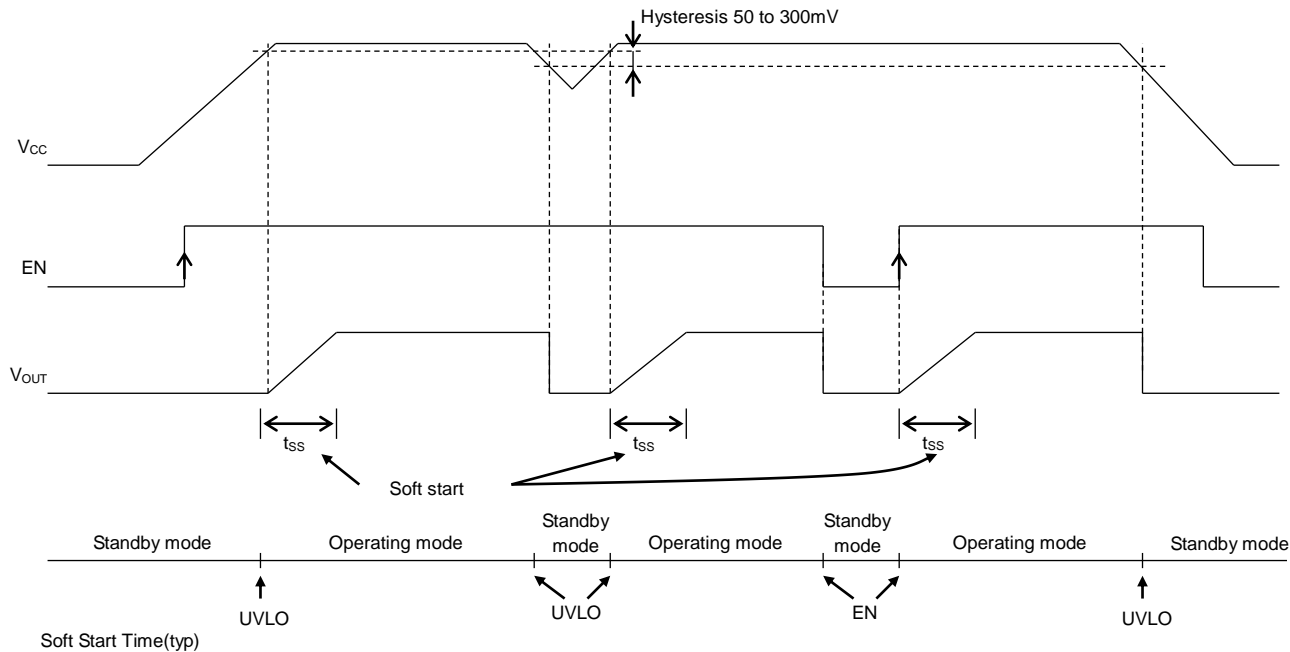 Hysteresis 50 to 300mV
VCC
EN
VOUT
tSS
tSS
tSS
Soft start
Standby mode
Operating mode
Standby
mode
Operating mode
Standby
mode
Operating mode
Standby mode
UVLO
UVLO
EN
UVLO
Soft Start Time(typ)